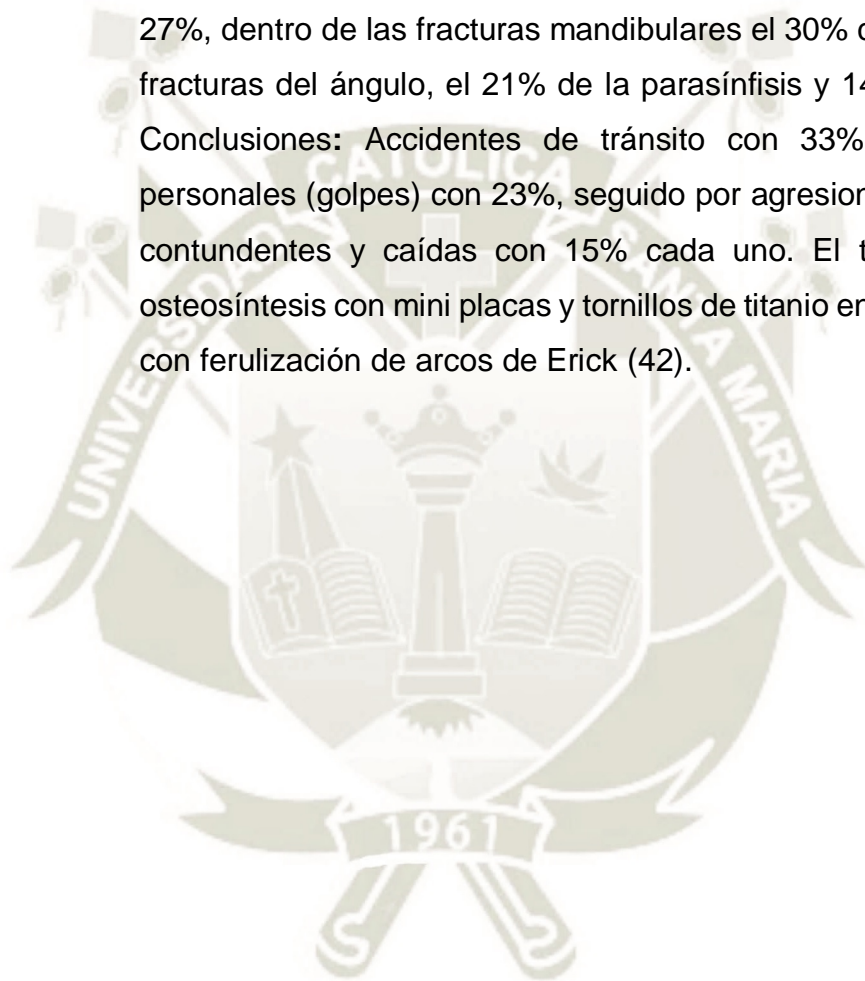 27%, dentro de las fracturas mandibulares el 30% c
fracturas del ángulo, el 21% de la parasínfisis y 14
Conclusiones: Accidentes de tránsito con 33%
personales (golpes) con 23%, seguido por agresion
contundentes y caídas con 15% cada uno. El t
osteosíntesis con mini placas y tornillos de titanio en
con ferulización de arcos de Erick (42).
UNIVERSIDAD CATOLICA SANTA MARIA
1961